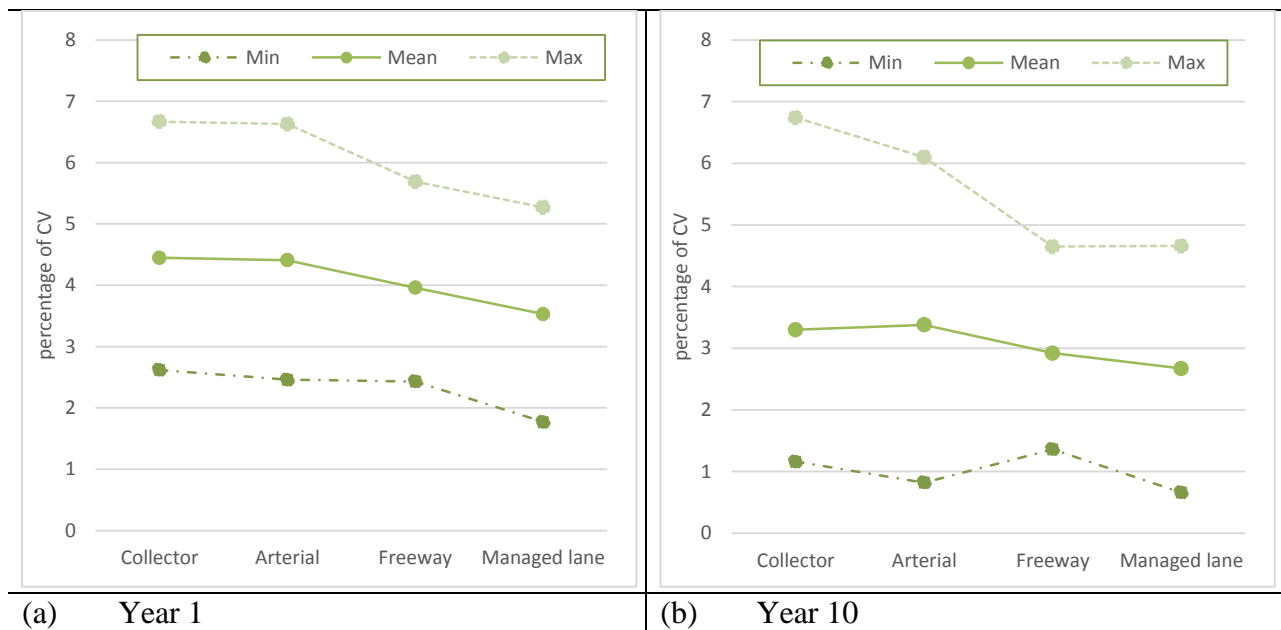 8
7
6
5
4
3
2
1
0
percentage of CV
Min Mean Max
Collector Arterial Freeway Managed lane
(a) Year 1
8
7
6
5
4
3
2
1
0
percentage of CV
Min Mean Max
Collector Arterial Freeway Managed lane
(b) Year 10